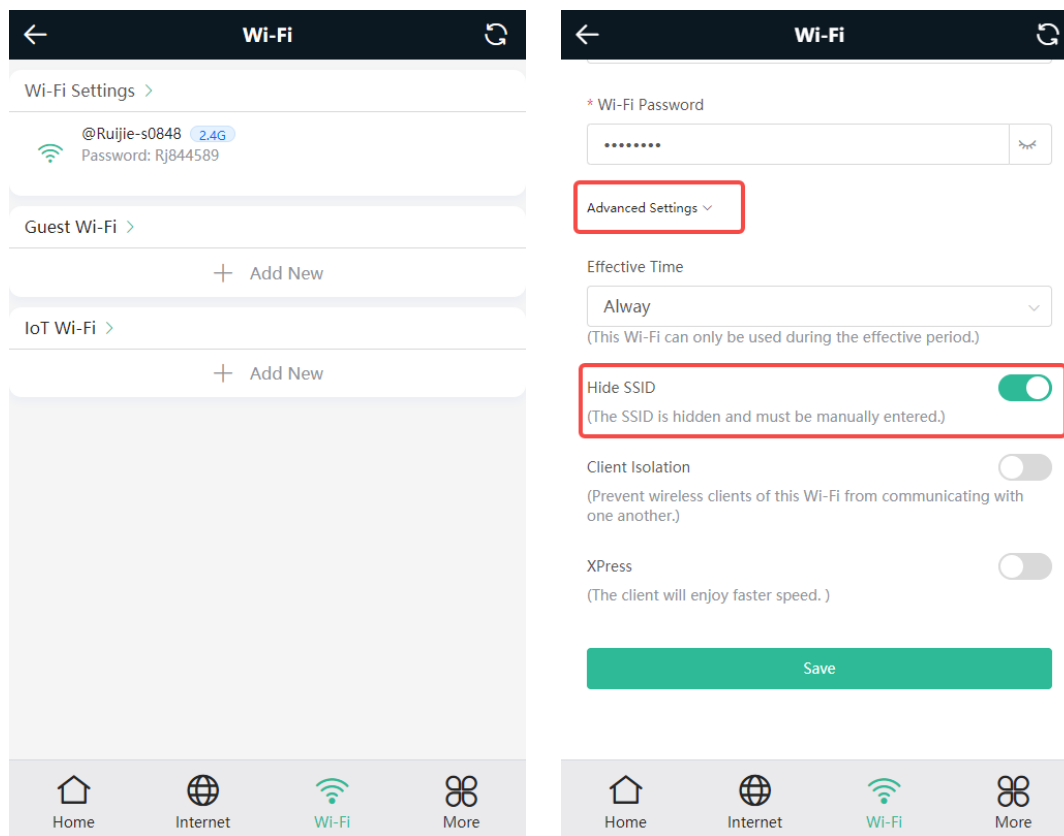 Wi-Fi
Wi-Fi Settings >
@Ruijie-s0848 2.4G
Password: Rj844589
Guest Wi-Fi >
+ Add New
IoT Wi-Fi >
+ Add New
Home Internet Wi-Fi More
Wi-Fi
* Wi-Fi Password
••••••••
Advanced Settings
Effective Time
Alway
(This Wi-Fi can only be used during the effective period.)
Hide SSID
(The SSID is hidden and must be manually entered.)
Client Isolation
(Prevent wireless clients of this Wi-Fi from communicating with
one another.)
XPress
(The client will enjoy faster speed. )
Save
Home Internet Wi-Fi More